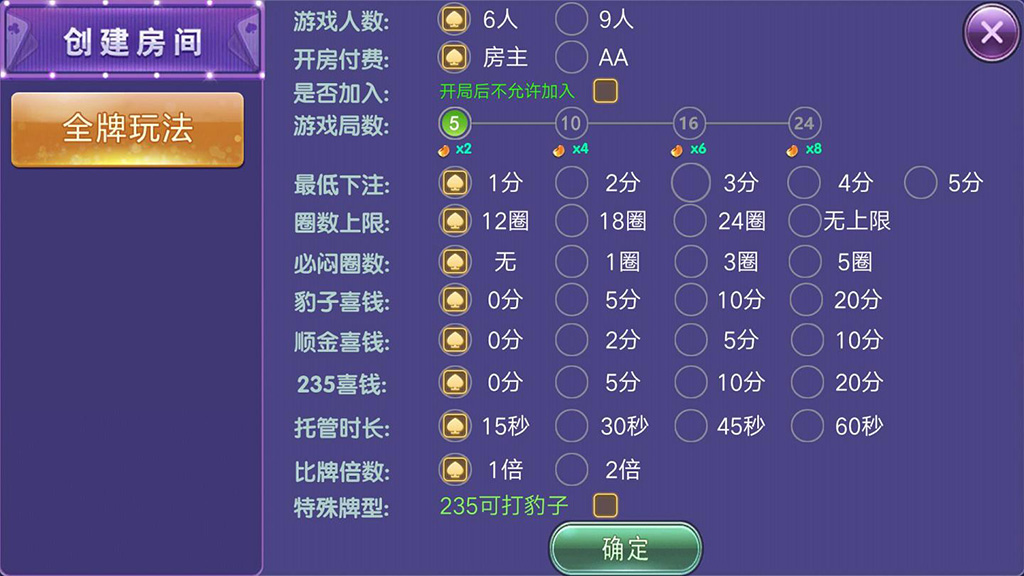 创建房间
全牌玩法
游戏人数: 6人 9人
开房付费: 房主 AA
是否加入: 开局后不允许加入
游戏局数: 5 10 16 24
x2 x4 x6 x8
最低下注: 1分 2分 3分 4分 5分
圈数上限: 12圈 18圈 24圈 无上限
必闷圈数: 无 1圈 3圈 5圈
豹子喜钱: 0分 5分 10分 20分
顺金喜钱: 0分 2分 5分 10分
235喜钱: 0分 5分 10分 20分
托管时长: 15秒 30秒 45秒 60秒
比牌倍数: 1倍 2倍
特殊牌型: 235可打豹子
确定